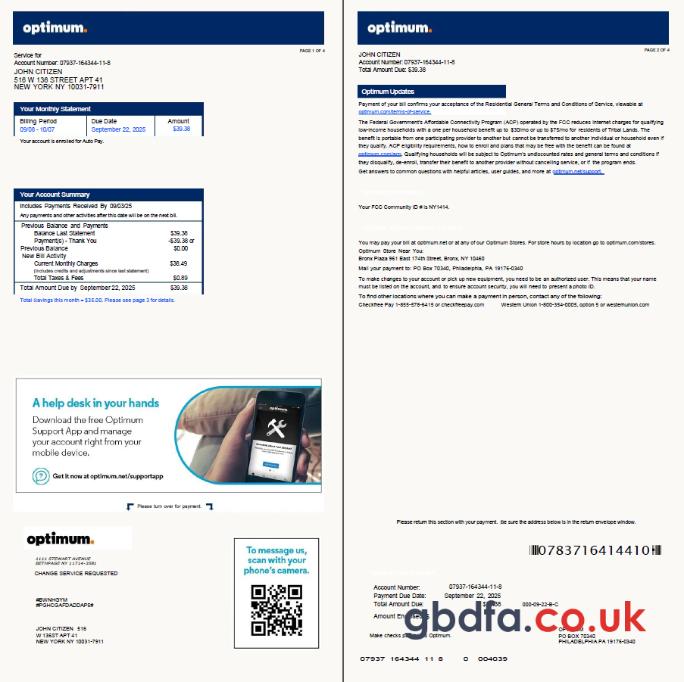 optimum.
PAGE 1 OF 4
Service for
Account Number: 07937-164344-11-8
JOHN CITIZEN
516 W 136 STREET APT 41
NEW YORK NY 10031-7911
Your Monthly Statement
Billing Period Due Date Amount
09/08 - 10/07 September 22, 2025 $39.38
Your account is enrolled for Auto Pay.
Your Account Summary
Includes Payments Received By 09/03/25
Any payments and other activities after this date will be on the next bill.
Previous Balance and Payments
Balance Last Statement $39.38
Payment(s) - Thank You -$39.38 cr
Previous Balance $0.00
New Bill Activity
Current Monthly Charges $38.49
(includes credits and adjustments since last statement)
Total Taxes & Fees $0.89
Total Amount Due by September 22, 2025 $39.38
Total Savings this month = $35.00. Please see page 3 for details.
A help desk in your hands
Download the free Optimum
Support App and manage
your account right from your
mobile device.
Get it now at optimum.net/supportapp
optimum.
Please turn over for payment.
optimum.
1111 STEWART AVENUE
BETHPAGE NY 11714-3581
CHANGE SERVICE REQUESTED
#BWNHGYM
JOHN CITIZEN 516
W 136ST APT 41
NEW YORK NY 10031-7911
To message us,
scan with your
phone's camera.
optimum.
PAGE 2 OF 4
JOHN CITIZEN
Account Number: 07937-164344-11-8
Total Amount Due: $39.38
Optimum Updates
Payment of your bill confirms your acceptance of the Residential General Terms and Conditions of Service, viewable at
optimum.com/terms-of-service.
The Federal Government's Affordable Connectivity Program (ACP) operated by the FCC reduces internet charges for qualifying
low-income households with a one per household benefit up to $30/mo or up to $75/mo for residents of Tribal Lands. The
benefit is portable from one participating provider to another but cannot be transferred to another individual or household even if
they qualify. ACP eligibility requirements, how to enroll and plans that may be free with the benefit can be found at
optimum.com/acp. Qualifying households will be subject to Optimum's undiscounted rates and general terms and conditions if
they disqualify, de-enroll, transfer their benefit to another provider without cancelling service, or if the program ends.
Get answers to common questions with helpful articles, user guides, and more at optimum.net/support.
Your FCC Community ID # is NY1414.
You may pay your bill at optimum.net or at any of our Optimum Stores. For store hours by location go to optimum.com/stores.
Optimum Store Near You:
Bronx Plaza 961 East 174th Street, Bronx, NY 10460
Mail your payment to: PO Box 70340, Philadelphia, PA 19176-0340
To make changes to your account or pick up new equipment, you need to be an authorized user. This means that your name
must be listed on the account, and to ensure account security, you will need to present a photo ID.
To find other locations where you can make a payment in person, contact any of the following:
Checkfree Pay 1-855-578-6415 or checkfreepay.com Western Union 1-800-354-0005, option 5 or westernunion.com
Please return this section with your payment. Be sure the address below is in the return envelope window.
0783716414410
Account Number: 07937-164344-11-8
Payment Due Date: September 22, 2025
Total Amount Due: 000-09-22-B-C
Amount
gbdfa.co.uk
Make checks Optimum.
PO BOX 70340
PHILADELPHIA PA 19176-0340
07937 164344 11 8 0 004039